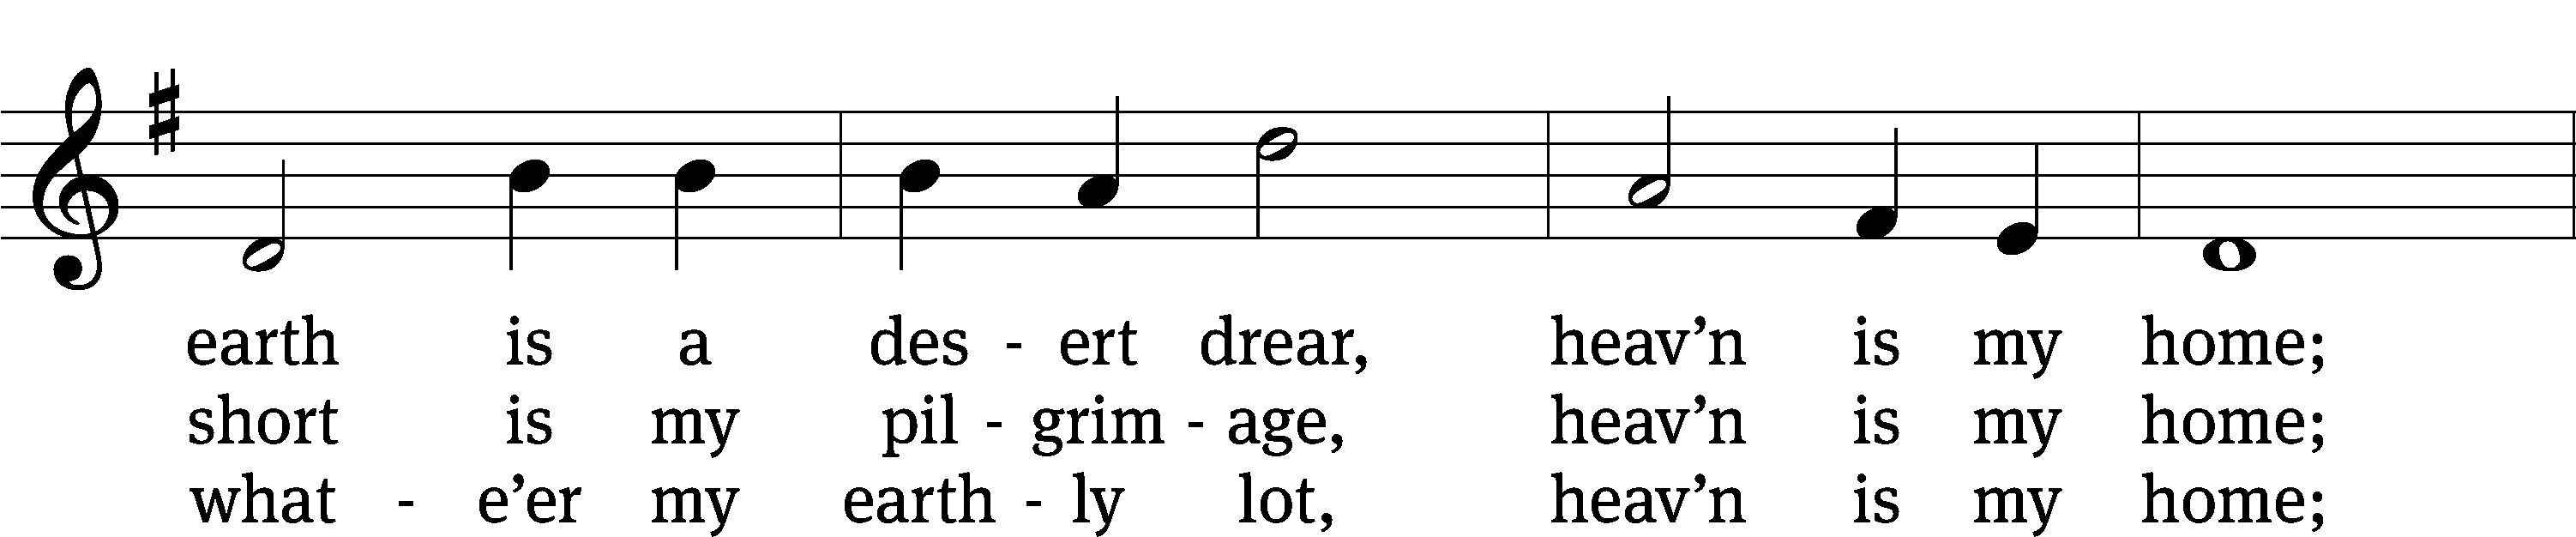 earth is a des - ert drear, heav’n is my home;
short is my pil - grim - age, heav’n is my home;
what - e’er my earth - ly lot, heav’n is my home;